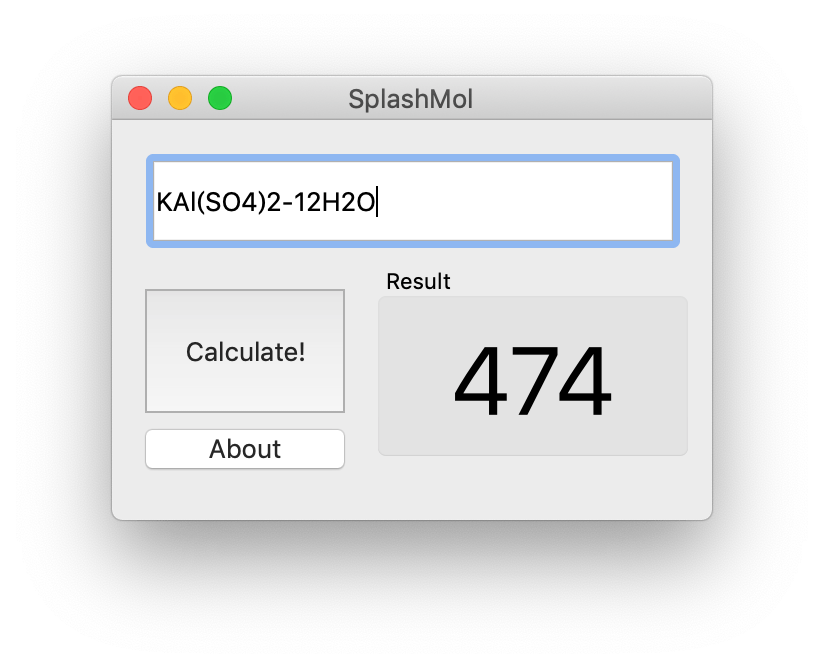 SplashMol
KAl(SO4)2-12H2O
Result
Calculate!
474
About